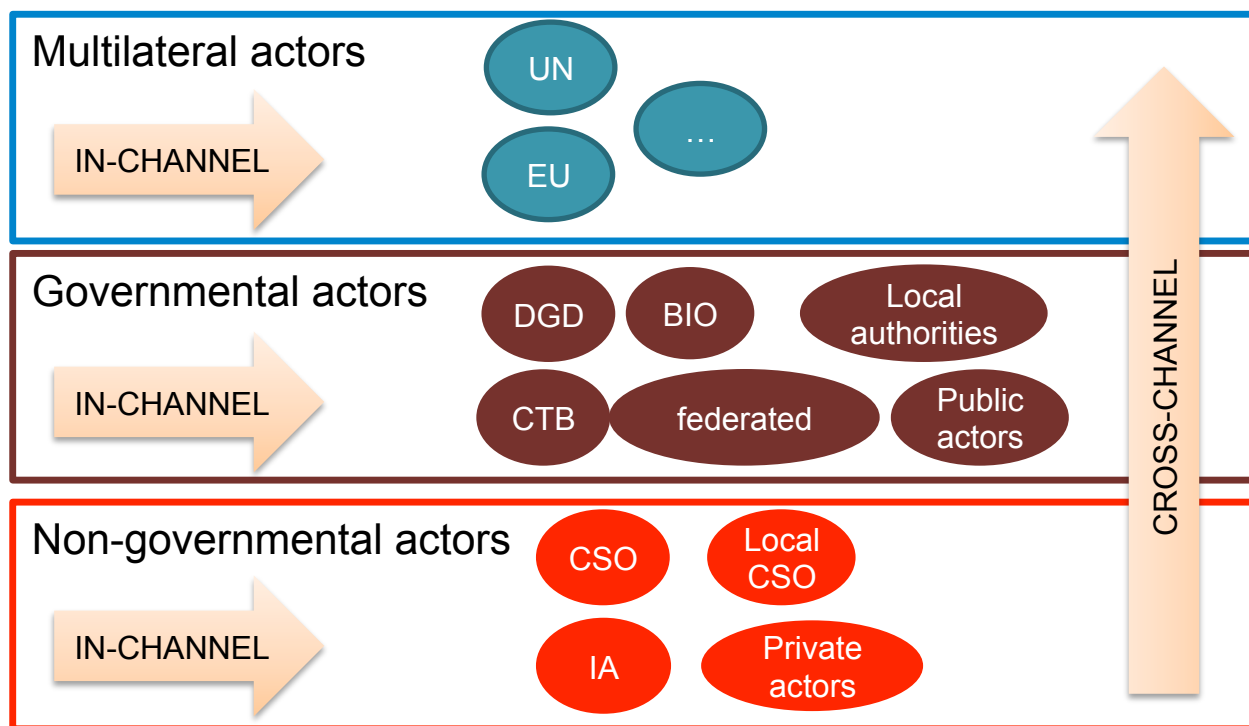 Multilateral actors
IN-CHANNEL
UN
EU
…
Governmental actors
IN-CHANNEL
DGD
BIO
Local
authorities
CTB
federated
Public
actors
Non-governmental actors
IN-CHANNEL
CSO
Local
CSO
IA
Private
actors
CROSS-CHANNEL